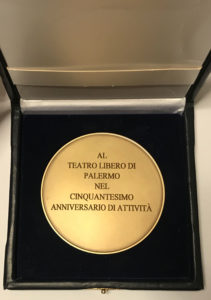 AL
TEATRO LIBERO DI
PALERMO
NEL
CINQUANTESIMO
ANNIVERSARIO DI ATTIVITÀ